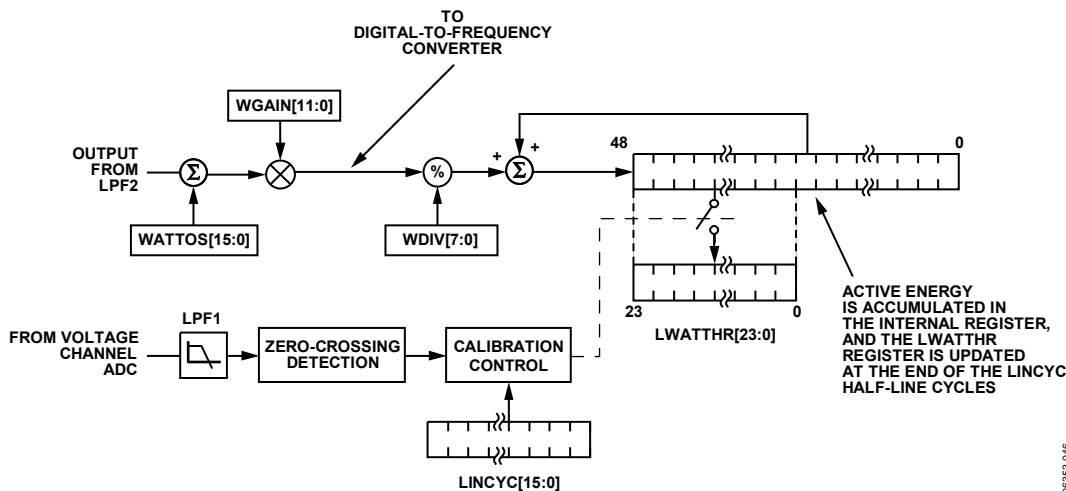 TO
DIGITAL-TO-FREQUENCY
CONVERTER
WGAIN[11:0]
OUTPUT
FROM
LPF2
Σ
%
+
+
Σ
48
0
WATTOS[15:0]
WDIV[7:0]
23
0
LWATTHR[23:0]
ACTIVE ENERGY
IS ACCUMULATED IN
THE INTERNAL REGISTER,
AND THE LWATTHR
REGISTER IS UPDATED
AT THE END OF THE LINCYC
HALF-LINE CYCLES
FROM VOLTAGE
CHANNEL
ADC
LPF1
ZERO-CROSSING
DETECTION
CALIBRATION
CONTROL
LINCYC[15:0]
06353-046